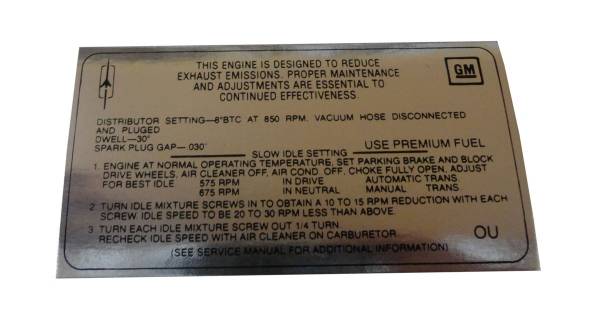 THIS ENGINE IS DESIGNED TO REDUCE
EXHAUST EMISSIONS. PROPER MAINTENANCE
AND ADJUSTMENTS ARE ESSENTIAL TO
CONTINUED EFFECTIVENESS.
GM
DISTRIBUTOR SETTING—8°BTC AT 850 RPM. VACUUM HOSE DISCONNECTED
AND PLUGED
DWELL—30°
SPARK PLUG GAP—.030"
SLOW IDLE SETTING
USE PREMIUM FUEL
1. ENGINE AT NORMAL OPERATING TEMPERATURE, SET PARKING BRAKE AND BLOCK
DRIVE WHEELS. AIR CLEANER OFF, AIR COND. OFF, CHOKE FULLY OPEN, ADJUST
FOR BEST IDLE 575 RPM IN DRIVE AUTOMATIC TRANS.
675 RPM IN NEUTRAL MANUAL TRANS
2. TURN IDLE MIXTURE SCREWS IN TO OBTAIN A 10 TO 15 RPM REDUCTION WITH EACH
SCREW. IDLE SPEED TO BE 20 TO 30 RPM LESS THAN ABOVE.
3. TURN EACH IDLE MIXTURE SCREW OUT 1/4 TURN
RECHECK IDLE SPEED WITH AIR CLEANER ON CARBURETOR
OU
(SEE SERVICE MANUAL FOR ADDITIONAL INFORMATION)